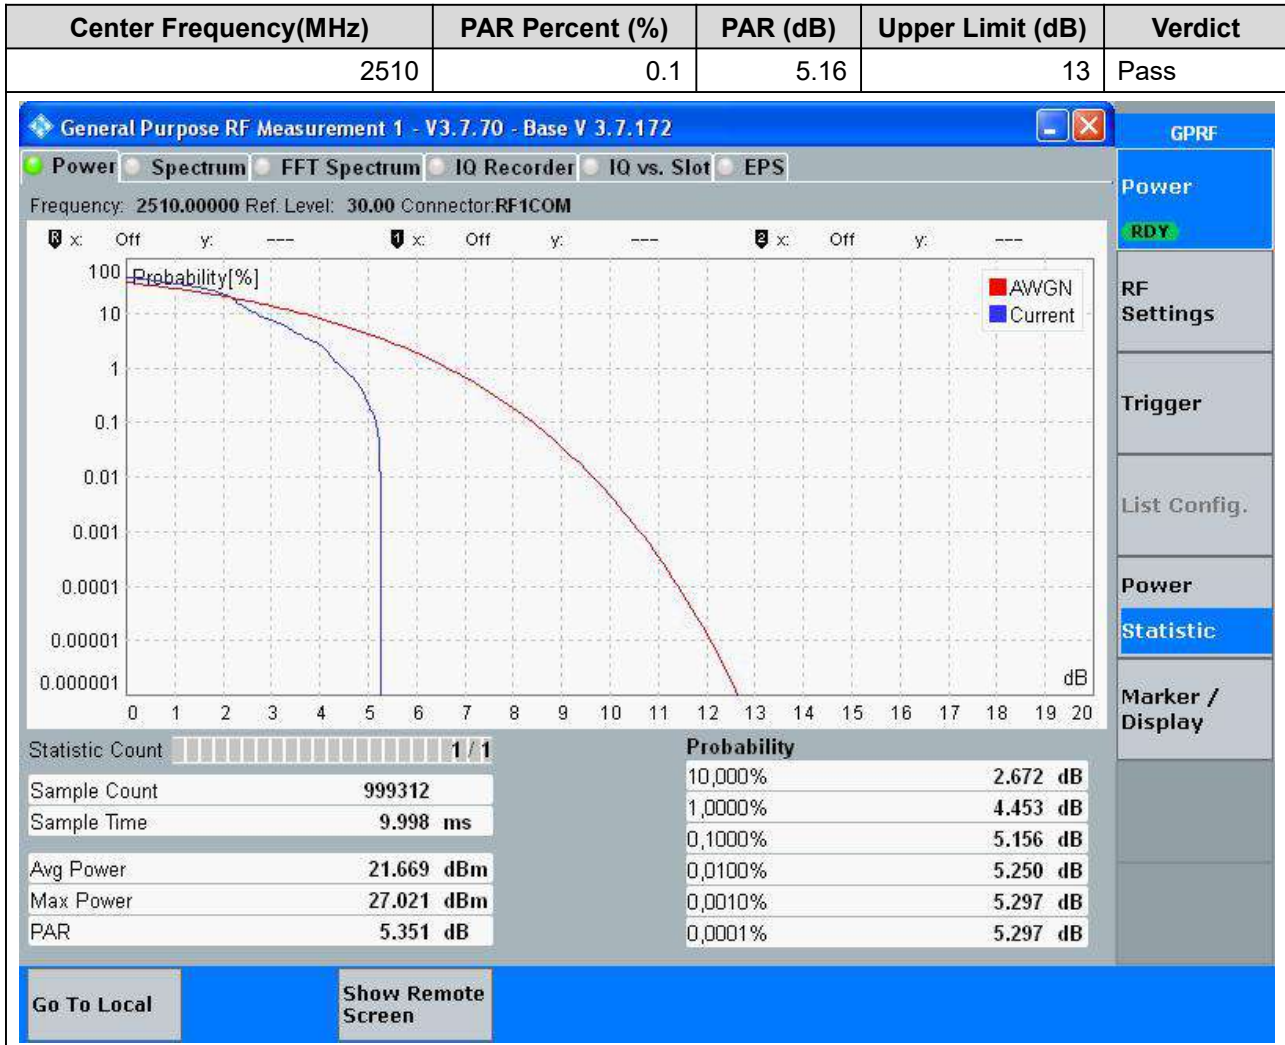 Center Frequency(MHz) PAR Percent (%) PAR (dB) Upper Limit (dB) Verdict
2510 0.1 5.16 13 Pass
General Purpose RF Measurement 1 - V3.7.70 - Base V 3.7.172
GPRF
Power Spectrum FFT Spectrum IQ Recorder IQ vs. Slot EPS
Frequency: 2510.00000 Ref. Level: 30.00 Connector:RF1COM
R x: Off y: --- 1 x: Off y: --- 2 x: Off y: ---
Probability[%]
AWGN
Current
100
10
1
0.1
0.01
0.001
0.0001
0.00001
0.000001
dB
0 1 2 3 4 5 6 7 8 9 10 11 12 13 14 15 16 17 18 19 20
Statistic Count 1 / 1
Sample Count 999312
Sample Time 9.998 ms
Avg Power 21.669 dBm
Max Power 27.021 dBm
PAR 5.351 dB
Probability
10,000% 2.672 dB
1,0000% 4.453 dB
0,1000% 5.156 dB
0,0100% 5.250 dB
0,0010% 5.297 dB
0,0001% 5.297 dB
Power
RDY
RF
Settings
Trigger
List Config.
Power
Statistic
Marker /
Display
Go To Local
Show Remote
Screen